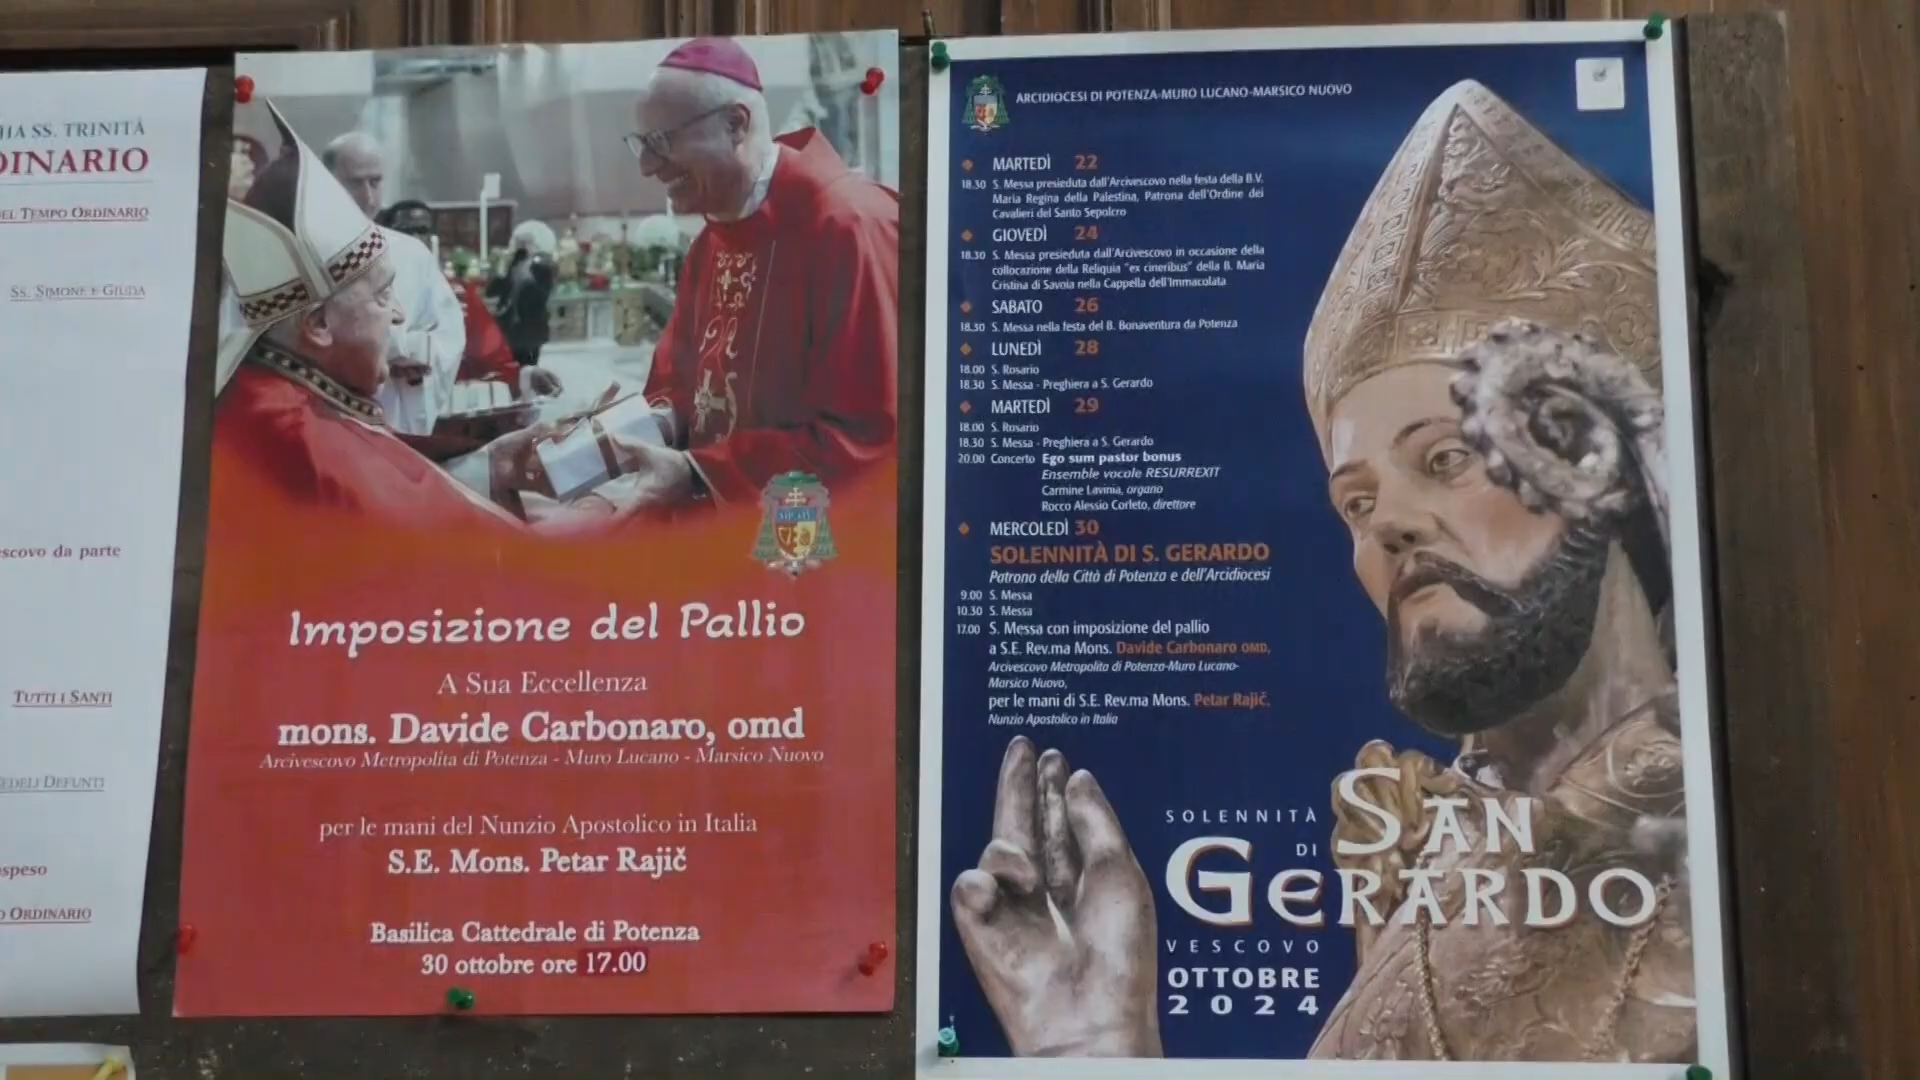 SS. TRINITÀ
DINARIO
DEL TEMPO ORDINARIO
SS. SIMONE E GIUDA
escovo da parte
TUTTI I SANTI
FEDELI DEFUNTI
ospeso
ORDINARIO
Imposizione del Pallio
A Sua Eccellenza
mons. Davide Carbonaro, omd
Arcivescovo Metropolita di Potenza - Muro Lucano - Marsico Nuovo
per le mani del Nunzio Apostolico in Italia
S.E. Mons. Petar Rajič
Basilica Cattedrale di Potenza
30 ottobre ore 17.00
ARCIDIOCESI DI POTENZA-MURO LUCANO-MARSICO NUOVO
MARTEDÌ 22
18.30 S. Messa presieduta dall'Arcivescovo nella festa della B.V.
Maria Regina della Palestina, Patrona dell'Ordine dei
Cavalieri del Santo Sepolcro
GIOVEDÌ 24
18.30 S. Messa presieduta dall'Arcivescovo in occasione della
collocazione della Reliquia "ex cineribus" della B. Maria
Cristina di Savoia nella Cappella dell'Immacolata
SABATO 26
18.30 S. Messa nella festa del B. Bonaventura da Potenza
LUNEDÌ 28
18.00 S. Rosario
18.30 S. Messa - Preghiera a S. Gerardo
MARTEDÌ 29
18.00 S. Rosario
18.30 S. Messa - Preghiera a S. Gerardo
20.00 Concerto Ego sum pastor bonus
Ensemble vocale RESURREXIT
Carmine Lavinia, organo
Rocco Alessio Corleto, direttore
MERCOLEDÌ 30
SOLENNITÀ DI S. GERARDO
Patrono della Città di Potenza e dell'Arcidiocesi
9.00 S. Messa
10.30 S. Messa
17.00 S. Messa con imposizione del pallio
a S.E. Rev.ma Mons. Davide Carbonaro OMD,
Arcivescovo Metropolita di Potenza-Muro Lucano-
Marsico Nuovo,
per le mani di S.E. Rev.ma Mons. Petar Rajič,
Nunzio Apostolico in Italia
SOLENNITÀ
DI SAN
GERARDO
VESCOVO
OTTOBRE
2024